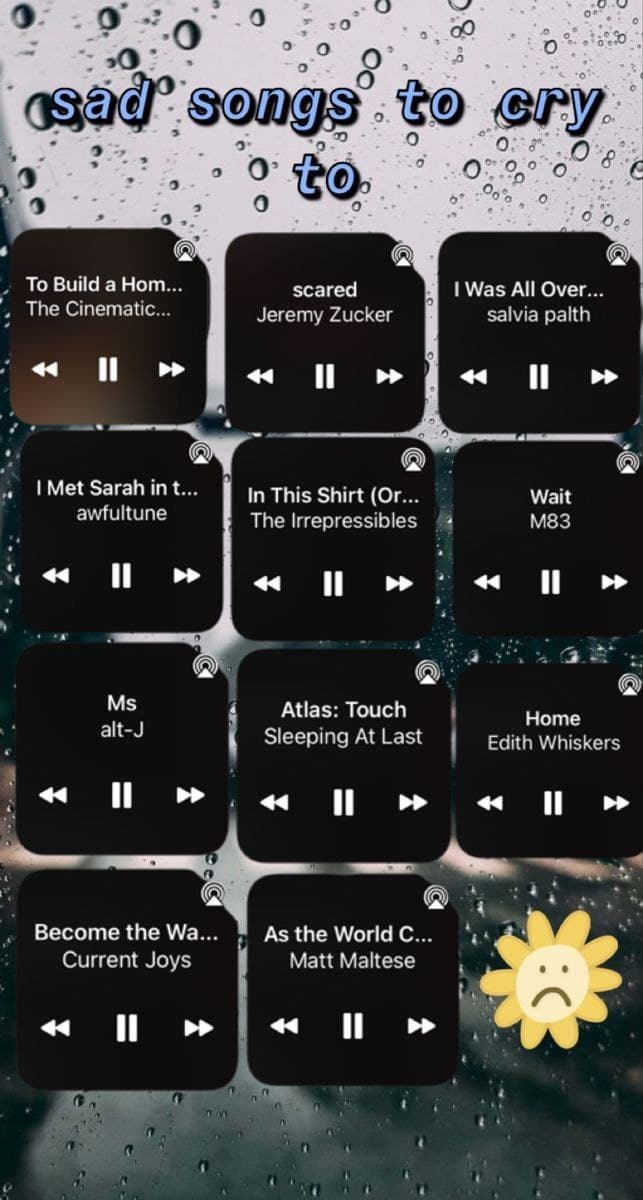 sad songs to cry
to
To Build a Hom...
The Cinematic...
scared
Jeremy Zucker
I Was All Over...
salvia palth
I Met Sarah in t...
awfultune
In This Shirt (Or...
The Irrepressibles
Wait
M83
Ms
alt-J
Atlas: Touch
Sleeping At Last
Home
Edith Whiskers
Become the Wa...
Current Joys
As the World C...
Matt Maltese